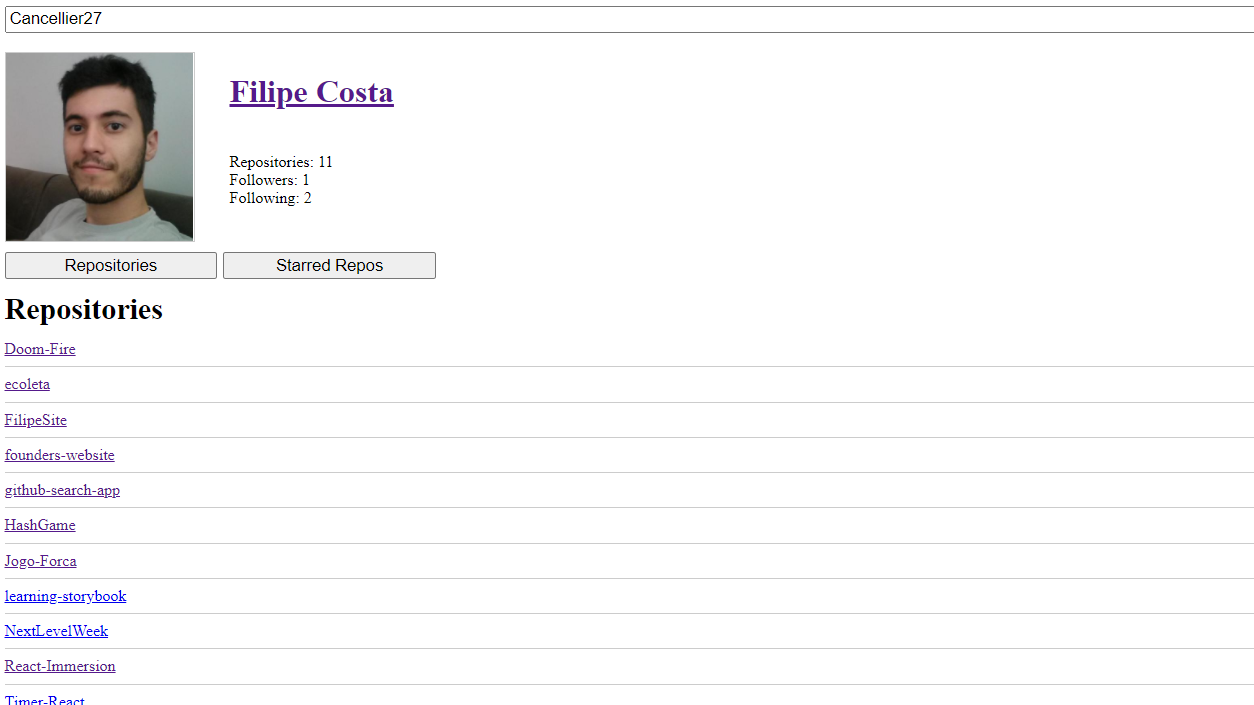 Cancellier27
Filipe Costa
Repositories: 11
Followers: 1
Following: 2
Repositories Starred Repos
Repositories
Doom-Fire
ecoleta
FilipeSite
founders-website
github-search-app
HashGame
Jogo-Forca
learning-storybook
NextLevelWeek
React-Immersion
Timer-React